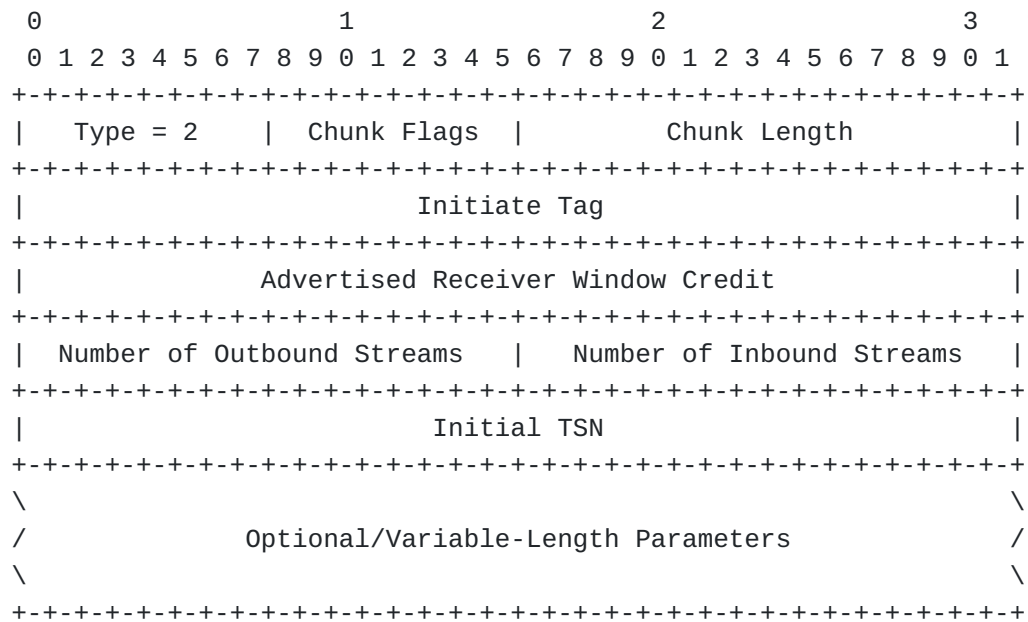 0                   1                   2                   3
 0 1 2 3 4 5 6 7 8 9 0 1 2 3 4 5 6 7 8 9 0 1 2 3 4 5 6 7 8 9 0 1
+-+-+-+-+-+-+-+-+-+-+-+-+-+-+-+-+-+-+-+-+-+-+-+-+-+-+-+-+-+-+-+-+
|   Type = 2    |  Chunk Flags  |         Chunk Length          |
+-+-+-+-+-+-+-+-+-+-+-+-+-+-+-+-+-+-+-+-+-+-+-+-+-+-+-+-+-+-+-+-+
|                         Initiate Tag                          |
+-+-+-+-+-+-+-+-+-+-+-+-+-+-+-+-+-+-+-+-+-+-+-+-+-+-+-+-+-+-+-+-+
|               Advertised Receiver Window Credit               |
+-+-+-+-+-+-+-+-+-+-+-+-+-+-+-+-+-+-+-+-+-+-+-+-+-+-+-+-+-+-+-+-+
|  Number of Outbound Streams   |   Number of Inbound Streams   |
+-+-+-+-+-+-+-+-+-+-+-+-+-+-+-+-+-+-+-+-+-+-+-+-+-+-+-+-+-+-+-+-+
|                          Initial TSN                          |
+-+-+-+-+-+-+-+-+-+-+-+-+-+-+-+-+-+-+-+-+-+-+-+-+-+-+-+-+-+-+-+-+
\                                                               \
/              Optional/Variable-Length Parameters              /
\                                                               \
+-+-+-+-+-+-+-+-+-+-+-+-+-+-+-+-+-+-+-+-+-+-+-+-+-+-+-+-+-+-+-+-+